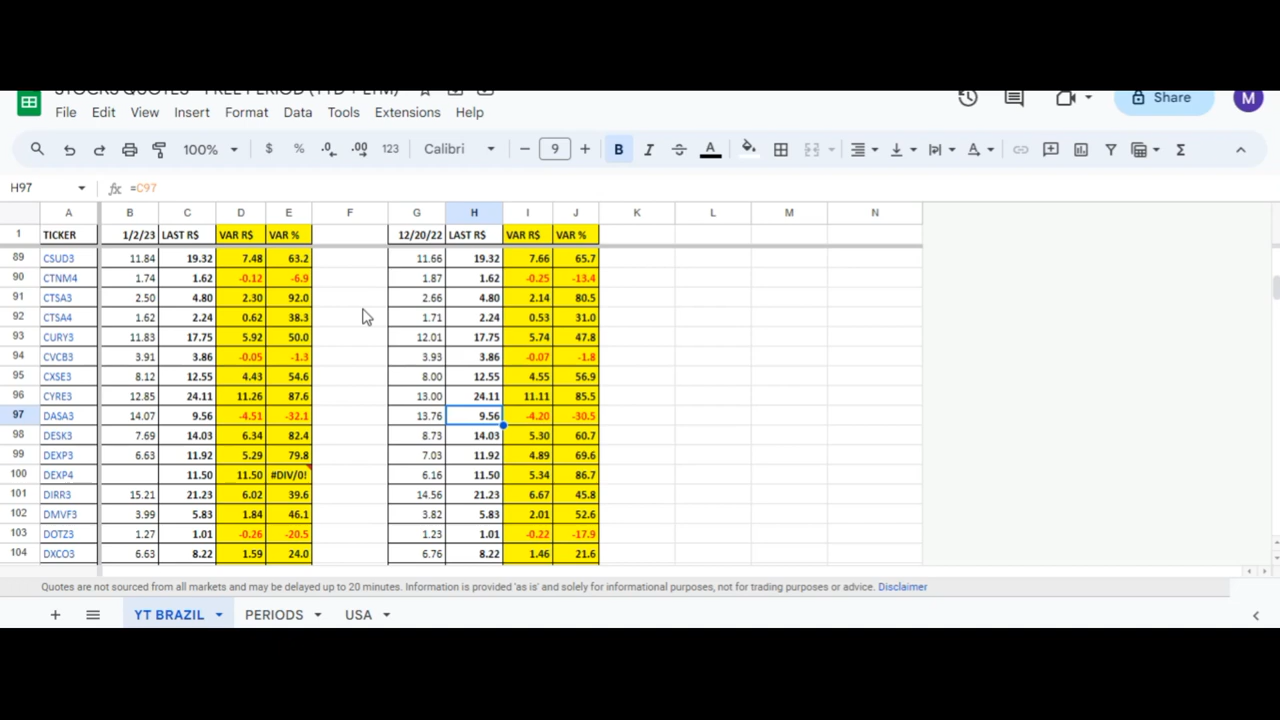 STOCKS QUOTES - FREE PERIOD (YTD + LTM)
File Edit View Insert Format Data Tools Extensions Help Share M
100% $ % .0 .00 123 Calibri 9 B I A Σ
H97 fx =C97
A B C D E F G H I J K L M N
1 TICKER 1/2/23 LAST R$ VAR R$ VAR % 12/20/22 LAST R$ VAR R$ VAR %
89 CSUD3 11.84 19.32 7.48 63.2 11.66 19.32 7.66 65.7
90 CTNM4 1.74 1.62 -0.12 -6.9 1.87 1.62 -0.25 -13.4
91 CTSA3 2.50 4.80 2.30 92.0 2.66 4.80 2.14 80.5
92 CTSA4 1.62 2.24 0.62 38.3 1.71 2.24 0.53 31.0
93 CURY3 11.83 17.75 5.92 50.0 12.01 17.75 5.74 47.8
94 CVCB3 3.91 3.86 -0.05 -1.3 3.93 3.86 -0.07 -1.8
95 CXSE3 8.12 12.55 4.43 54.6 8.00 12.55 4.55 56.9
96 CYRE3 12.85 24.11 11.26 87.6 13.00 24.11 11.11 85.5
97 DASA3 14.07 9.56 -4.51 -32.1 13.76 9.56 -4.20 -30.5
98 DESK3 7.69 14.03 6.34 82.4 8.73 14.03 5.30 60.7
99 DEXP3 6.63 11.92 5.29 79.8 7.03 11.92 4.89 69.6
100 DEXP4 11.50 11.50 #DIV/0! 6.16 11.50 5.34 86.7
101 DIRR3 15.21 21.23 6.02 39.6 14.56 21.23 6.67 45.8
102 DMVF3 3.99 5.83 1.84 46.1 3.82 5.83 2.01 52.6
103 DOTZ3 1.27 1.01 -0.26 -20.5 1.23 1.01 -0.22 -17.9
104 DXCO3 6.63 8.22 1.59 24.0 6.76 8.22 1.46 21.6
Quotes are not sourced from all markets and may be delayed up to 20 minutes. Information is provided 'as is' and solely for informational purposes, not for trading purposes or advice. Disclaimer
YT BRAZIL PERIODS USA